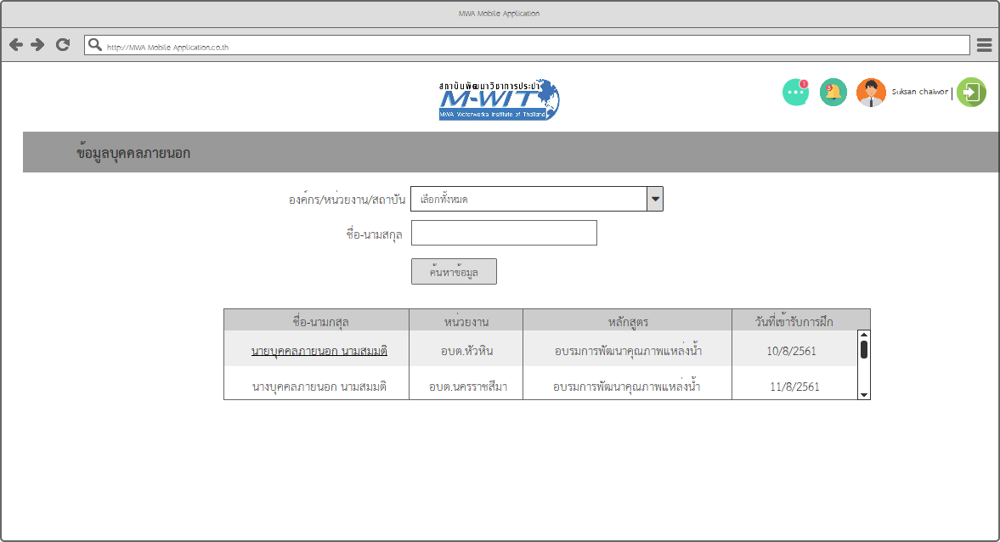 MWA Mobile Application
http://MWA Mobile Application.co.th
สถาบันพัฒนาวิชาการประปา
M-WIT
MWA Waterworks Institute of Thailand
1
3
Suksan chaiwon
ข้อมูลบุคคลภายนอก
องค์กร/หน่วยงาน/สถาบัน เลือกทั้งหมด
ชื่อ-นามสกุล
ค้นหาข้อมูล
ชื่อ-นามกสุล หน่วยงาน หลักสูตร วันที่เข้ารับการฝึก
นายบุคคลภายนอก นามสมมติ อบต.หัวหิน อบรมการพัฒนาคุณภาพแหล่งน้ำ 10/8/2561
นางบุคคลภายนอก นามสมมติ อบต.นครราชสีมา อบรมการพัฒนาคุณภาพแหล่งน้ำ 11/8/2561